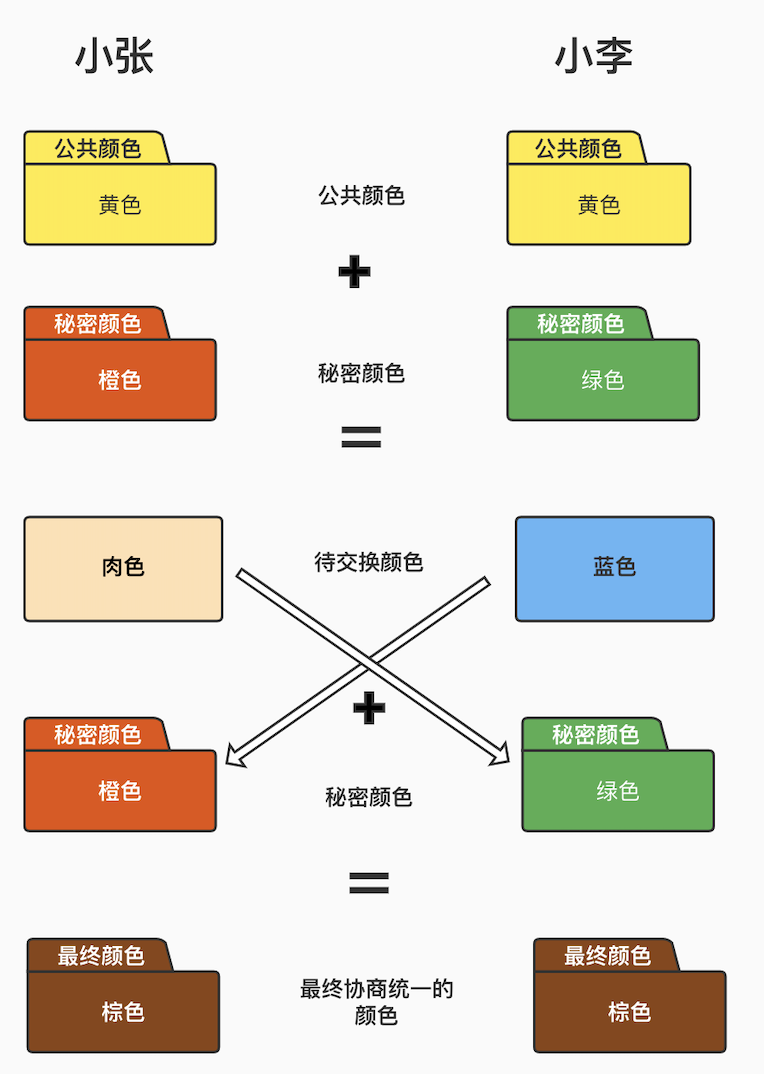 小张
小李
公共颜色
黄色
公共颜色
公共颜色
黄色
秘密颜色
橙色
秘密颜色
秘密颜色
绿色
肉色
待交换颜色
蓝色
秘密颜色
橙色
秘密颜色
秘密颜色
绿色
最终颜色
棕色
最终协商统一的
颜色
最终颜色
棕色